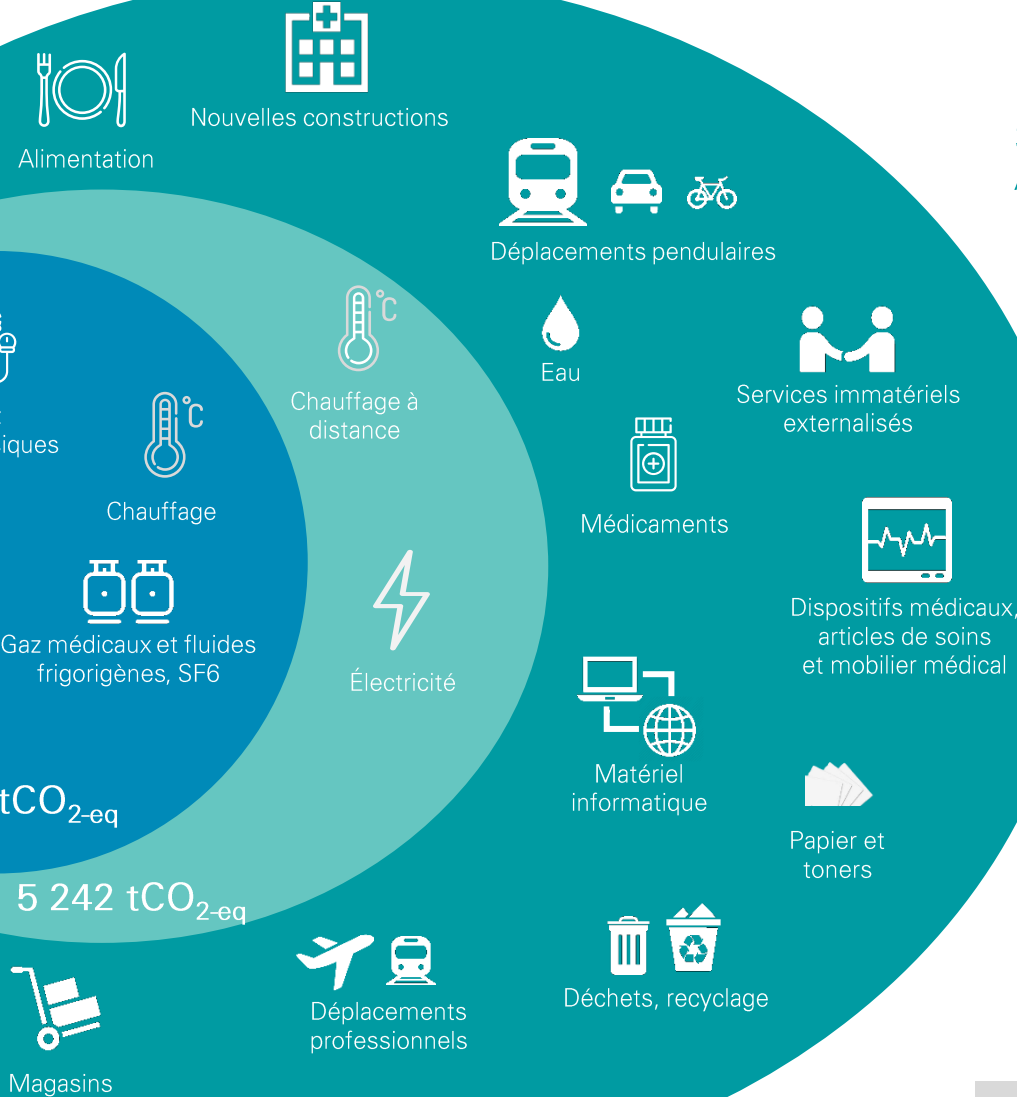 Nouvelles constructions
Alimentation
Déplacements pendulaires
°C
Chauffage à
distance
Eau
Services immatériels
externalisés
°C
Chauffage
Médicaments
Gaz médicaux et fluides
frigorigènes, SF6
Électricité
Dispositifs médicaux,
articles de soins
et mobilier médical
Matériel
informatique
tCO2-eq
Papier et
toners
5 242 tCO2-eq
Déplacements
professionnels
Déchets, recyclage
Magasins